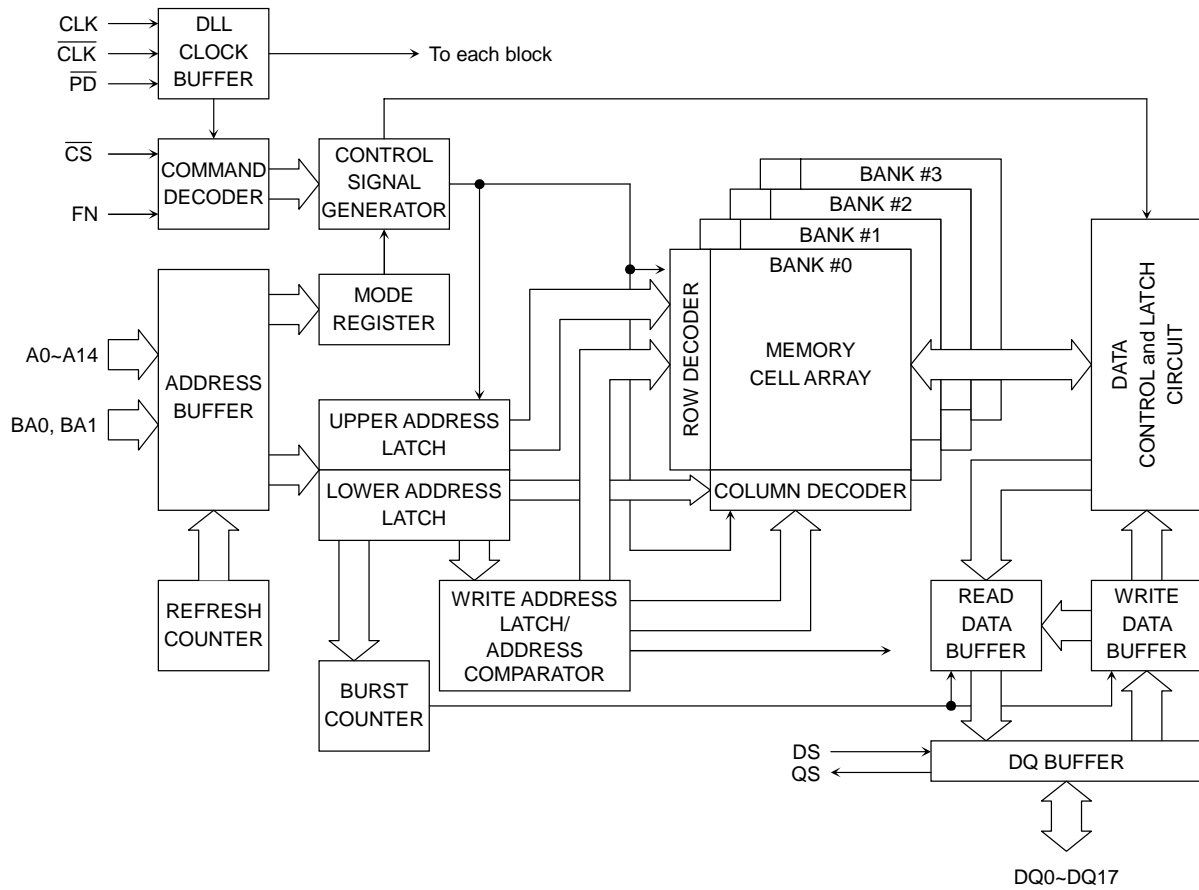 CLK
C̅L̅K̅
P̅D̅
DLL
CLOCK
BUFFER
To each block
C̅S̅
FN
COMMAND
DECODER
CONTROL
SIGNAL
GENERATOR
BANK #3
BANK #2
BANK #1
BANK #0
MODE
REGISTER
A0~A14
BA0, BA1
ADDRESS
BUFFER
UPPER ADDRESS
LATCH
LOWER ADDRESS
LATCH
ROW DECODER
MEMORY
CELL ARRAY
COLUMN DECODER
DATA
CONTROL and LATCH
CIRCUIT
REFRESH
COUNTER
WRITE ADDRESS
LATCH/
ADDRESS
COMPARATOR
BURST
COUNTER
READ
DATA
BUFFER
WRITE
DATA
BUFFER
DS
QS
DQ BUFFER
DQ0~DQ17